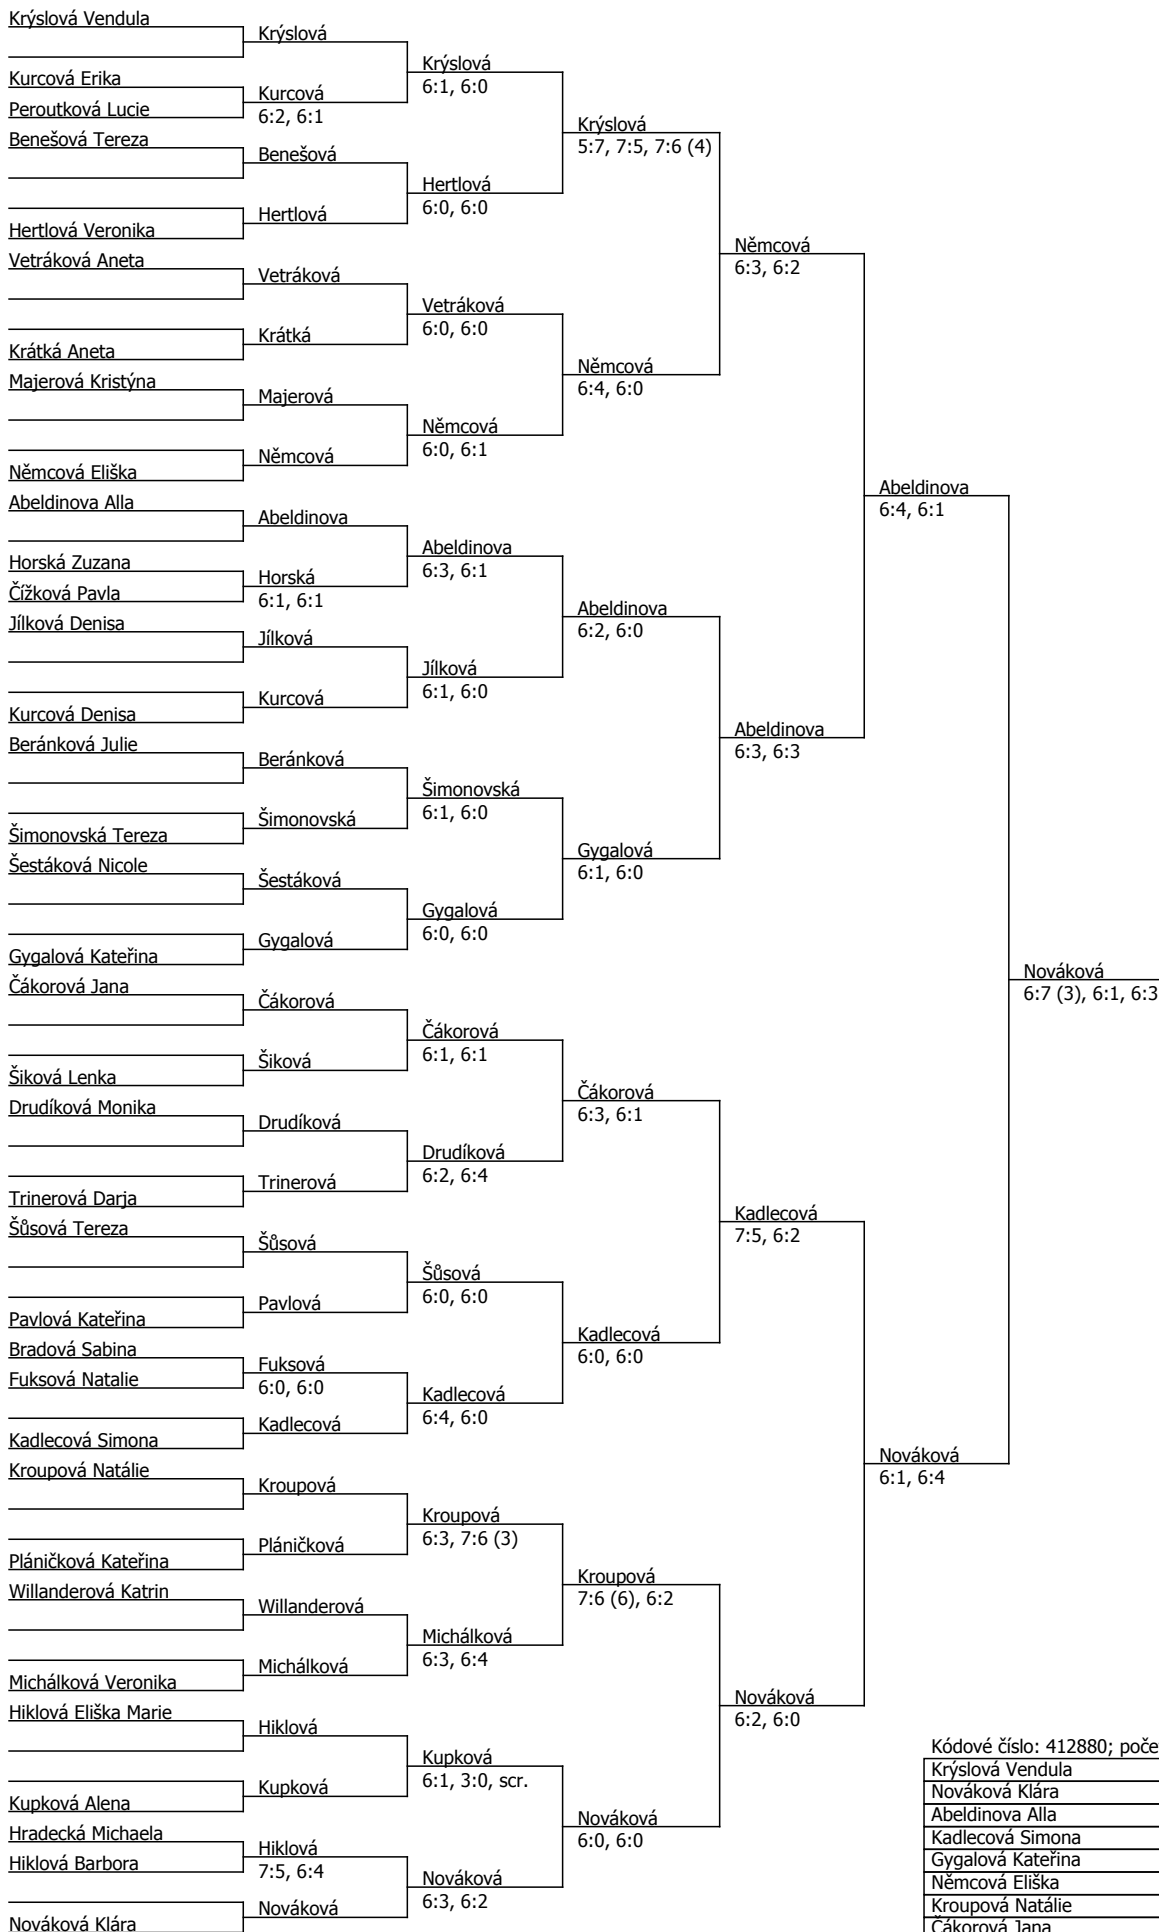 Krýslová Vendula
Krýslová
Krýslová
6:1, 6:0
Kurcová Erika
Kurcová
6:2, 6:1
Peroutková Lucie
Krýslová
5:7, 7:5, 7:6 (4)
Benešová Tereza
Benešová
Hertlová
6:0, 6:0
Hertlová
Hertlová Veronika
Němcová
6:3, 6:2
Vetráková Aneta
Vetráková
Vetráková
6:0, 6:0
Krátká
Krátká Aneta
Němcová
6:4, 6:0
Majerová Kristýna
Majerová
Němcová
6:0, 6:1
Němcová
Němcová Eliška
Abeldinova
6:4, 6:1
Abeldinova Alla
Abeldinova
Abeldinova
6:3, 6:1
Horská Zuzana
Horská
6:1, 6:1
Čížková Pavla
Abeldinova
6:2, 6:0
Jílková Denisa
Jílková
Jílková
6:1, 6:0
Kurcová
Kurcová Denisa
Abeldinova
6:3, 6:3
Beránková Julie
Beránková
Šimonovská
6:1, 6:0
Šimonovská
Šimonovská Tereza
Gygalová
6:1, 6:0
Šestáková Nicole
Šestáková
Gygalová
6:0, 6:0
Gygalová
Gygalová Kateřina
Nováková
6:7 (3), 6:1, 6:3
Čákorová Jana
Čákorová
Čákorová
6:1, 6:1
Šiková
Šiková Lenka
Čákorová
6:3, 6:1
Drudíková Monika
Drudíková
Drudíková
6:2, 6:4
Trinerová
Trinerová Darja
Kadlecová
7:5, 6:2
Šůsová Tereza
Šůsová
Šůsová
6:0, 6:0
Pavlová
Pavlová Kateřina
Kadlecová
6:0, 6:0
Bradová Sabina
Fuksová
6:0, 6:0
Fuksová Natalie
Kadlecová
6:4, 6:0
Kadlecová
Kadlecová Simona
Nováková
6:1, 6:4
Kroupová Natálie
Kroupová
Kroupová
6:3, 7:6 (3)
Pláničková
Pláničková Kateřina
Kroupová
7:6 (6), 6:2
Willanderová Katrin
Willanderová
Michálková
6:3, 6:4
Michálková
Michálková Veronika
Nováková
6:2, 6:0
Hiklová Eliška Marie
Hiklová
Kupková
6:1, 3:0, scr.
Kupková
Kupková Alena
Nováková
6:0, 6:0
Hradecká Michaela
Hiklová
7:5, 6:4
Hiklová Barbora
Nováková
6:3, 6:2
Nováková
Nováková Klára
Kódové číslo: 412880; poče
Krýslová Vendula
Nováková Klára
Abeldinova Alla
Kadlecová Simona
Gygalová Kateřina
Němcová Eliška
Kroupová Natálie
Čákorová Jana